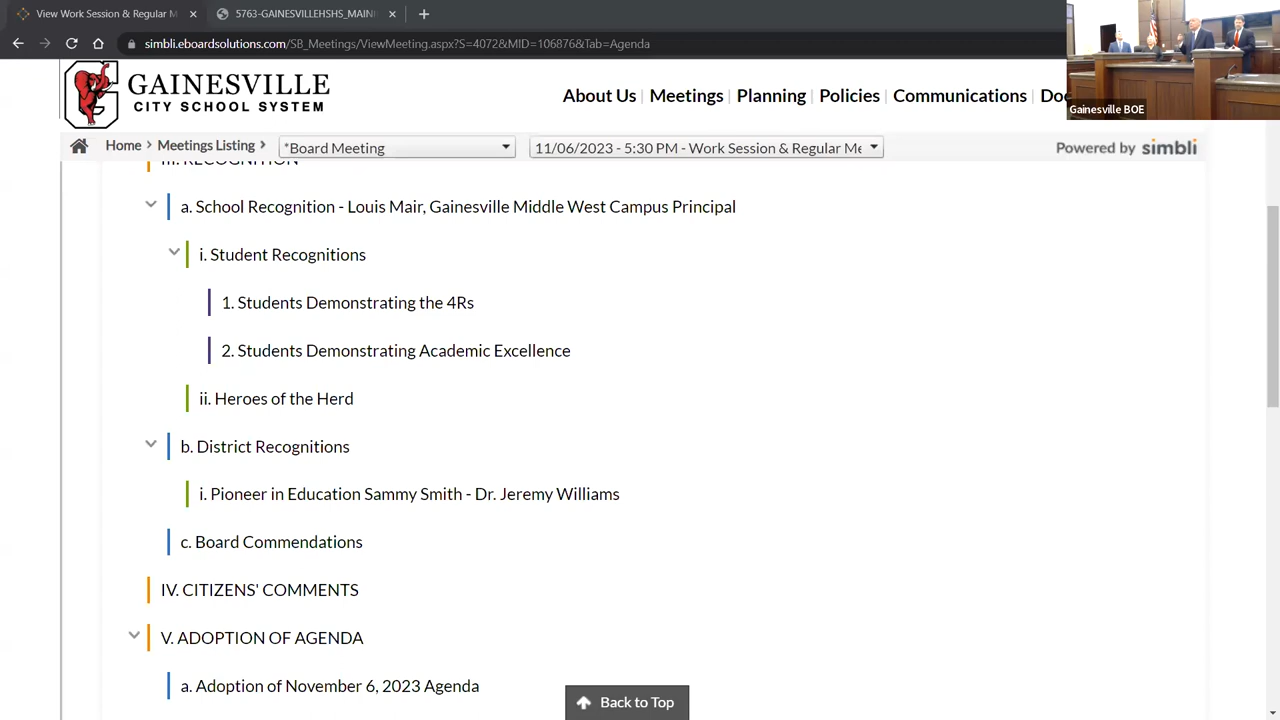 View Work Session & Regular M
5763-GAINESVILLEHSHS_MAIN
simbli.eboardsolutions.com/SB_Meetings/ViewMeeting.aspx?S=4072&MID=106876&Tab=Agenda
Gainesville BOE
GAINESVILLE
CITY SCHOOL SYSTEM
About Us
Meetings
Planning
Policies
Communications
Doc
Home
Meetings Listing
*Board Meeting
11/06/2023 - 5:30 PM - Work Session & Regular Me
Powered by simbli
III. RECOGNITION
a. School Recognition - Louis Mair, Gainesville Middle West Campus Principal
i. Student Recognitions
1. Students Demonstrating the 4Rs
2. Students Demonstrating Academic Excellence
ii. Heroes of the Herd
b. District Recognitions
i. Pioneer in Education Sammy Smith - Dr. Jeremy Williams
c. Board Commendations
IV. CITIZENS' COMMENTS
V. ADOPTION OF AGENDA
a. Adoption of November 6, 2023 Agenda
Back to Top